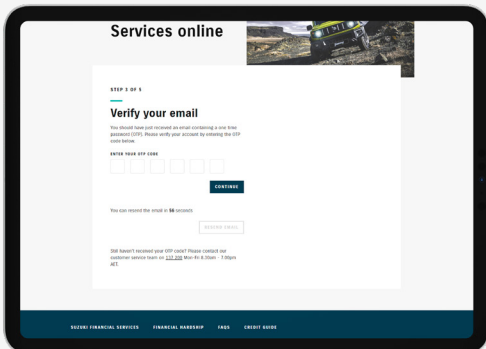 Services online
STEP 3 OF 5
Verify your email
You should have just received an email containing a one time
password (OTP). Please verify your account by entering the OTP
code below.
ENTER YOUR OTP CODE
CONTINUE
You can resend the email in 56 seconds
RESEND EMAIL
Still haven't received your OTP code? Please contact our
customer service team on 137 200 Mon-Fri 8:30am - 7:00pm
AET.
SUZUKI FINANCIAL SERVICES FINANCIAL HARDSHIP FAQS CREDIT GUIDE